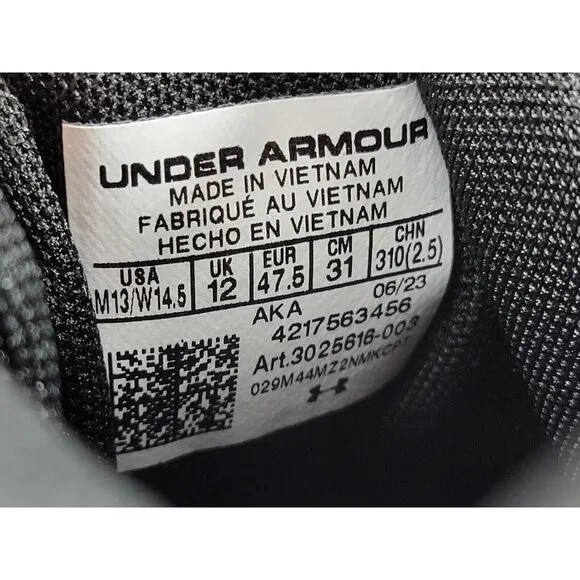 UNDER ARMOUR
MADE IN VIETNAM
FABRIQUÉ AU VIETNAM
HECHO EN VIETNAM
USA UK EUR CM CHN
M13/W14.5 12 47.5 31 310(2.5)
AKA 06/23
4217563456
Art.3025616-003
029M44MZ2NMKCPT